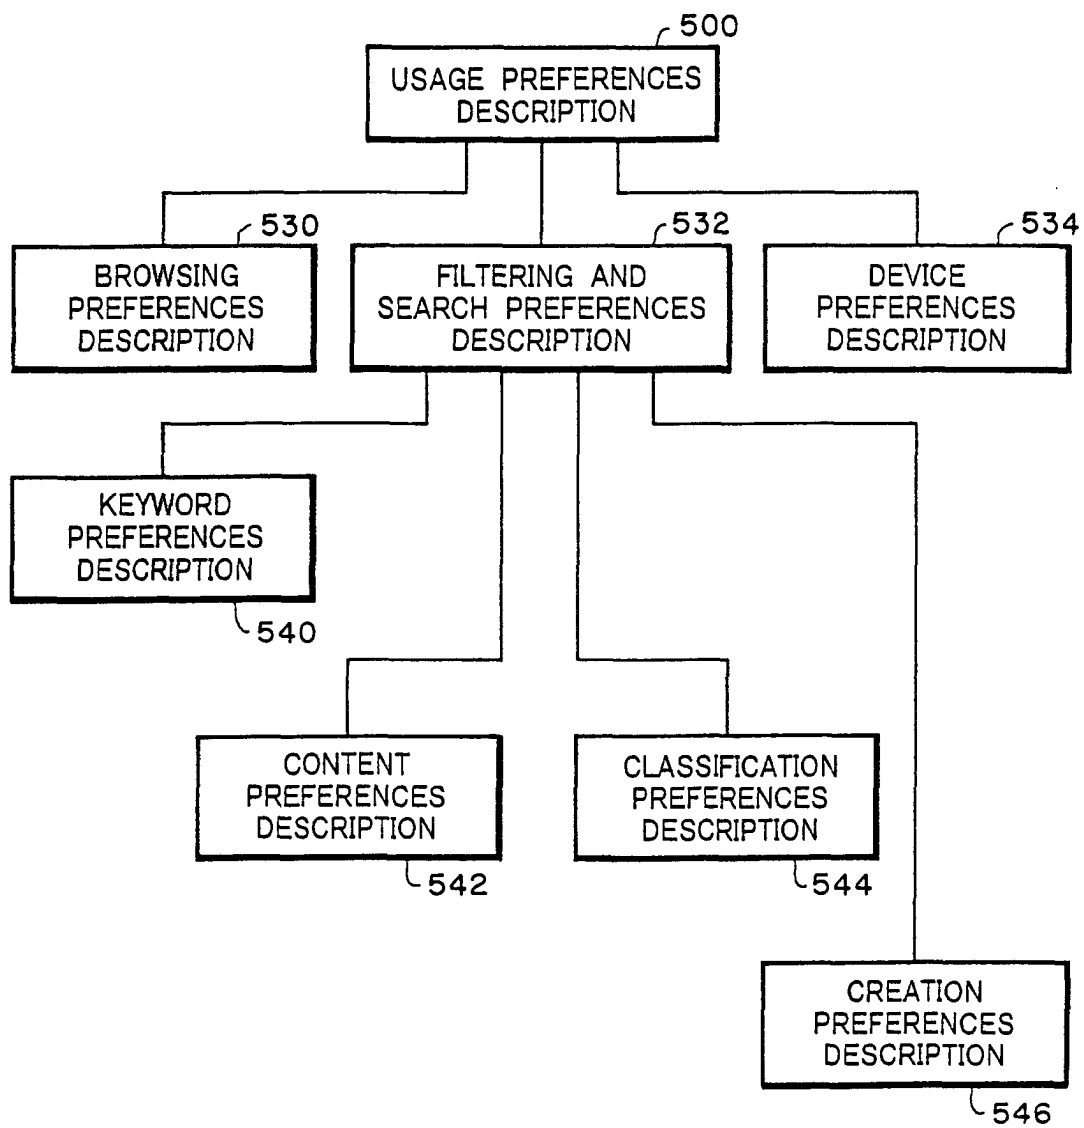 500
USAGE PREFERENCES
DESCRIPTION
530
BROWSING
PREFERENCES
DESCRIPTION
532
FILTERING AND
SEARCH PREFERENCES
DESCRIPTION
534
DEVICE
PREFERENCES
DESCRIPTION
KEYWORD
PREFERENCES
DESCRIPTION
540
CONTENT
PREFERENCES
DESCRIPTION
542
CLASSIFICATION
PREFERENCES
DESCRIPTION
544
CREATION
PREFERENCES
DESCRIPTION
546